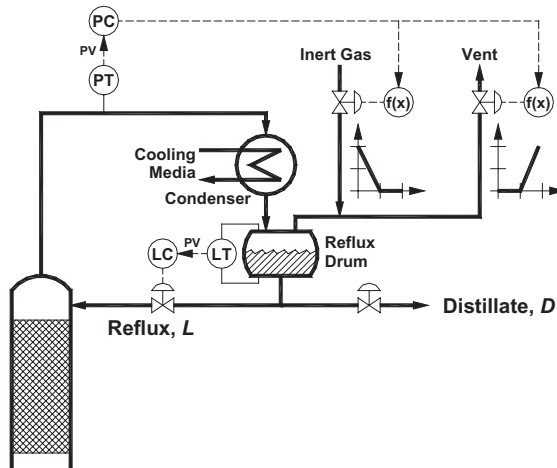 PC
PV
PT
Inert Gas
Vent
f(x)
f(x)
Cooling
Media
Condenser
LC
PV
LT
Reflux
Drum
Reflux, L
Distillate, D